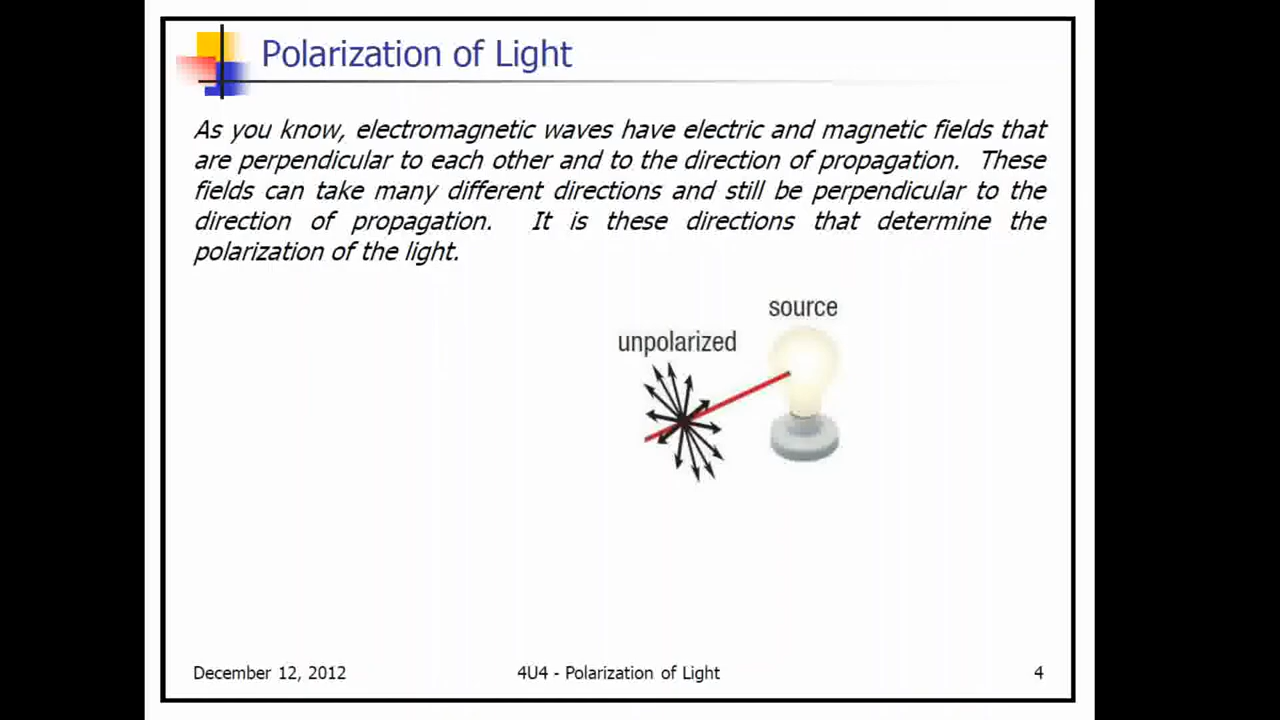 Polarization of Light
As you know, electromagnetic waves have electric and magnetic fields that
are perpendicular to each other and to the direction of propagation. These
fields can take many different directions and still be perpendicular to the
direction of propagation. It is these directions that determine the
polarization of the light.
source
unpolarized
December 12, 2012 4U4 - Polarization of Light 4